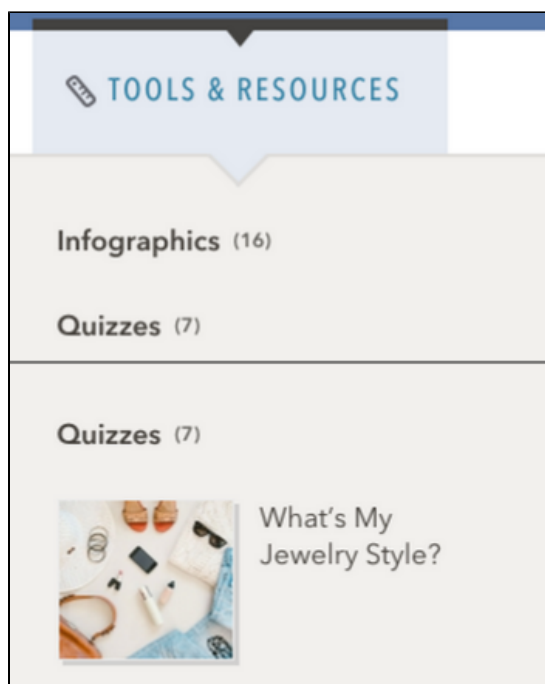 TOOLS & RESOURCES
Infographics (16)
Quizzes (7)
Quizzes (7)
What's My
Jewelry Style?